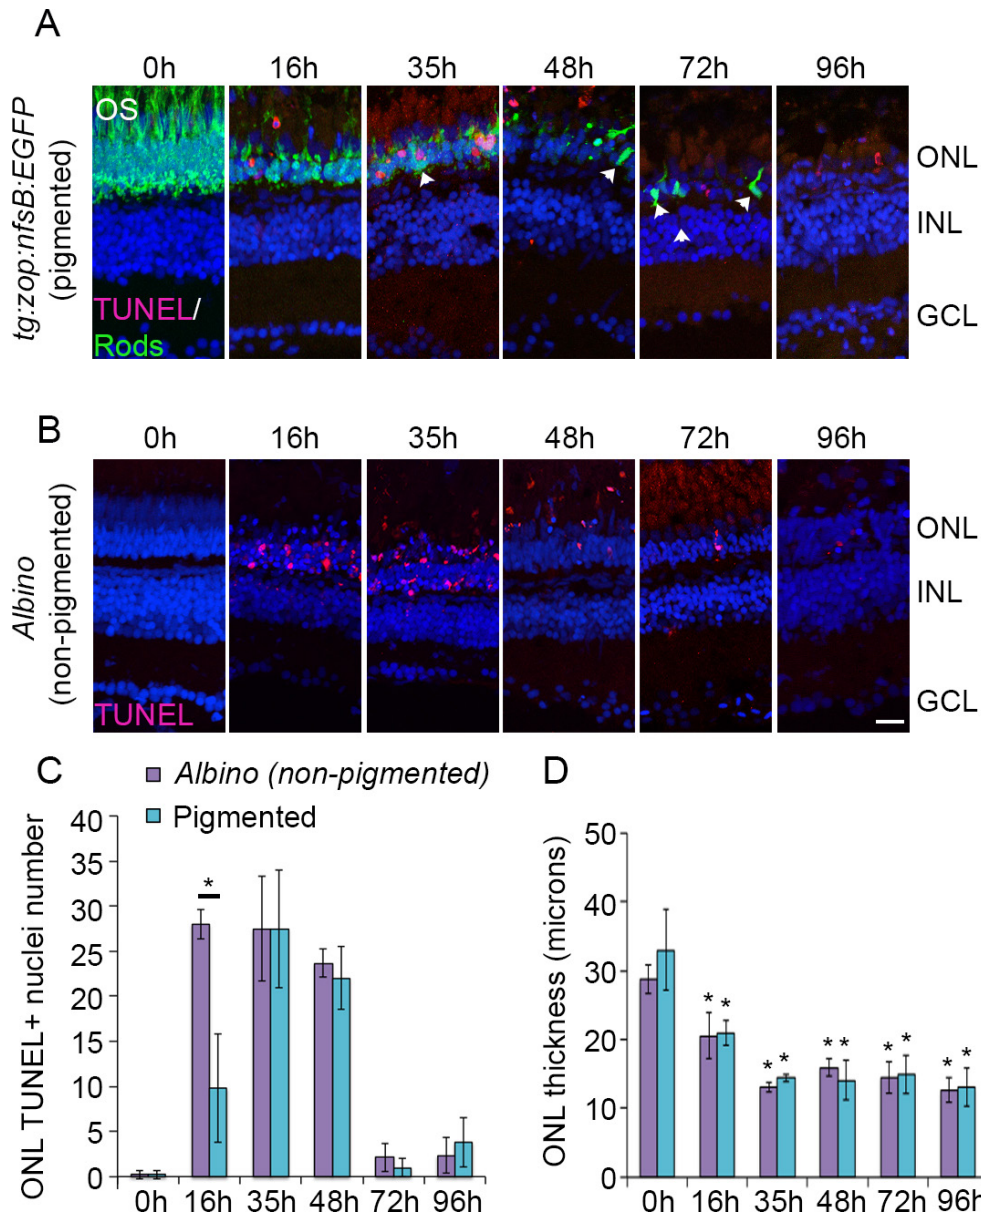 A
0h 16h 35h 48h 72h 96h
tg:zop:nfsB:EGFP
(pigmented)
OS
ONL
INL
GCL
TUNEL/
Rods
B
0h 16h 35h 48h 72h 96h
Albino
(non-pigmented)
ONL
INL
GCL
TUNEL
C
Albino (non-pigmented)
Pigmented
ONL TUNEL+ nuclei number
40
35
30
25
20
15
10
5
0
*
0h 16h 35h 48h 72h 96h
D
ONL thickness (microns)
50
40
30
20
10
0
* * * * * * * * * *
0h 16h 35h 48h 72h 96h